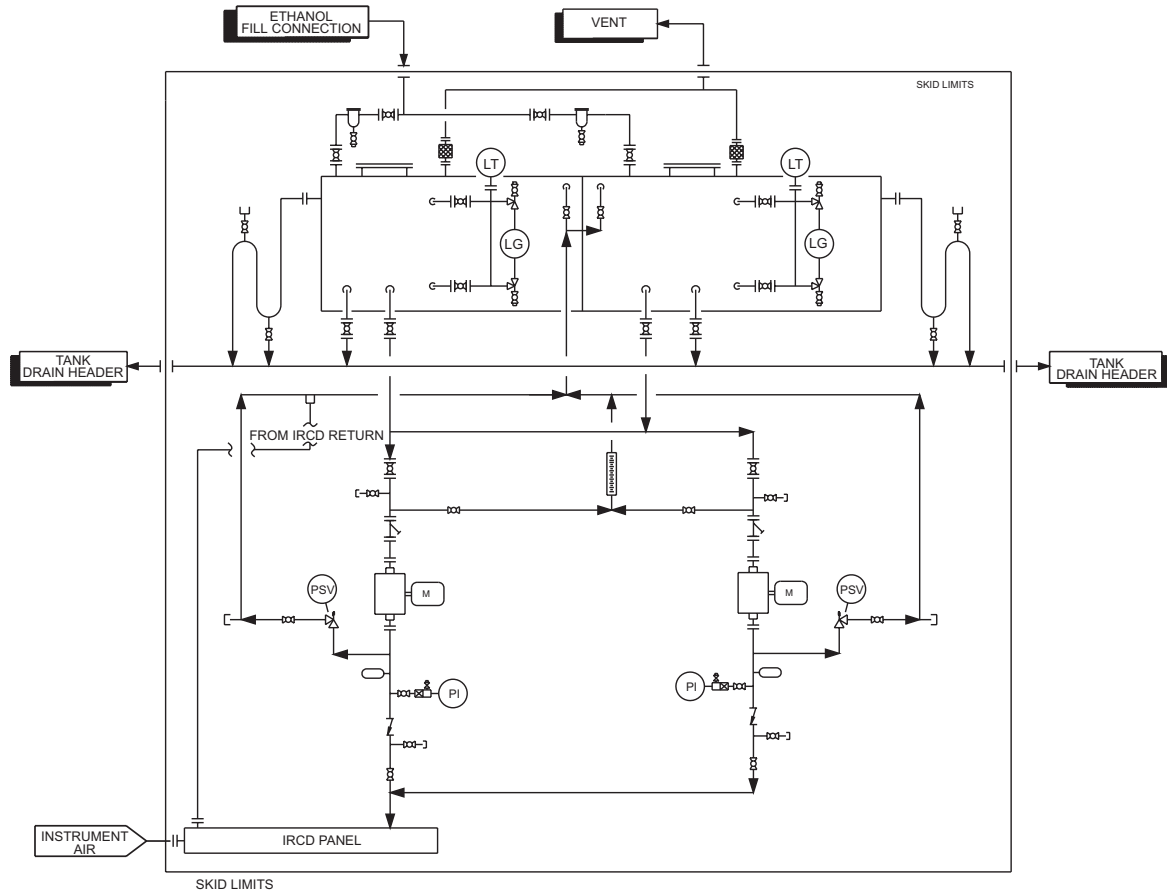 ETHANOL
FILL CONNECTION
VENT
SKID LIMITS
LT
LT
LG
LG
TANK
DRAIN HEADER
TANK
DRAIN HEADER
FROM IRCD RETURN
PSV
M
M
PSV
PI
PI
INSTRUMENT
AIR
IRCD PANEL
SKID LIMITS